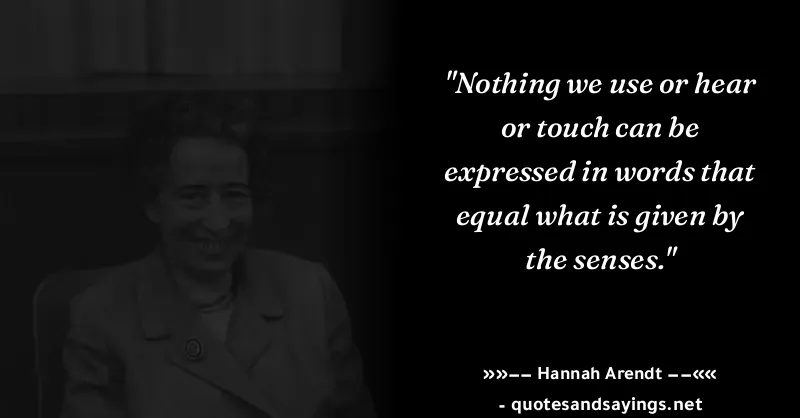 "Nothing we use or hear
or touch can be
expressed in words that
equal what is given by
the senses."
»»–– Hannah Arendt ––««
- quotesandsayings.net